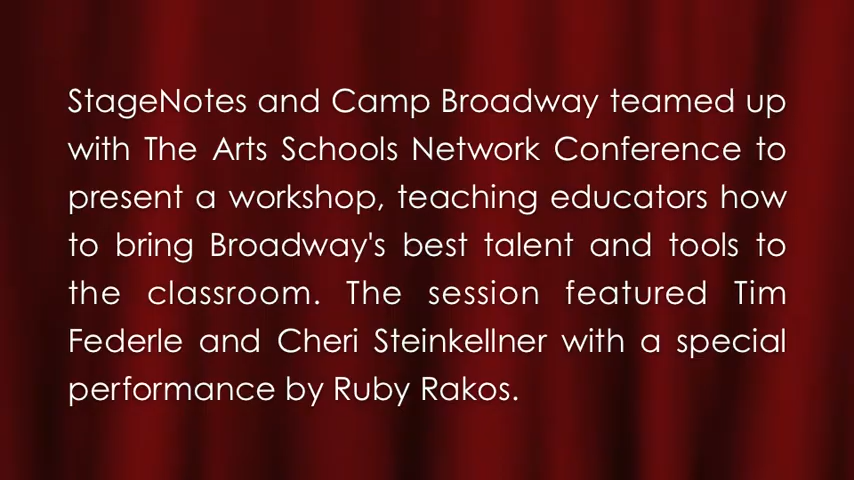 StageNotes and Camp Broadway teamed up
with The Arts Schools Network Conference to
present a workshop, teaching educators how
to bring Broadway's best talent and tools to
the classroom. The session featured Tim
Federle and Cheri Steinkellner with a special
performance by Ruby Rakos.